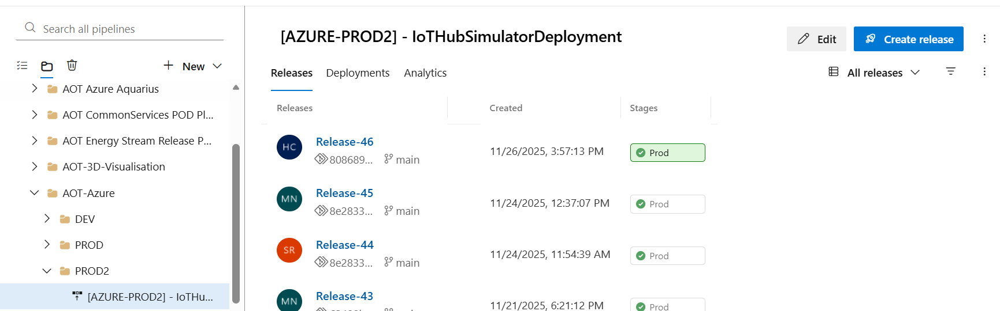 Search all pipelines
New
AOT Azure Aquarius
AOT CommonServices POD Pl...
AOT Energy Stream Release P...
AOT-3D-Visualisation
AOT-Azure
DEV
PROD
PROD2
[AZURE-PROD2] - IoTHu...
[AZURE-PROD2] - IoTHubSimulatorDeployment
Edit
Create release
Releases Deployments Analytics
All releases
Releases Created Stages
HC Release-46
808689... main
11/26/2025, 3:57:13 PM
Prod
MN Release-45
8e2833... main
11/24/2025, 12:37:07 PM
Prod
SR Release-44
8e2833... main
11/24/2025, 11:54:39 AM
Prod
MN Release-43
11/21/2025, 6:21:12 PM
Prod